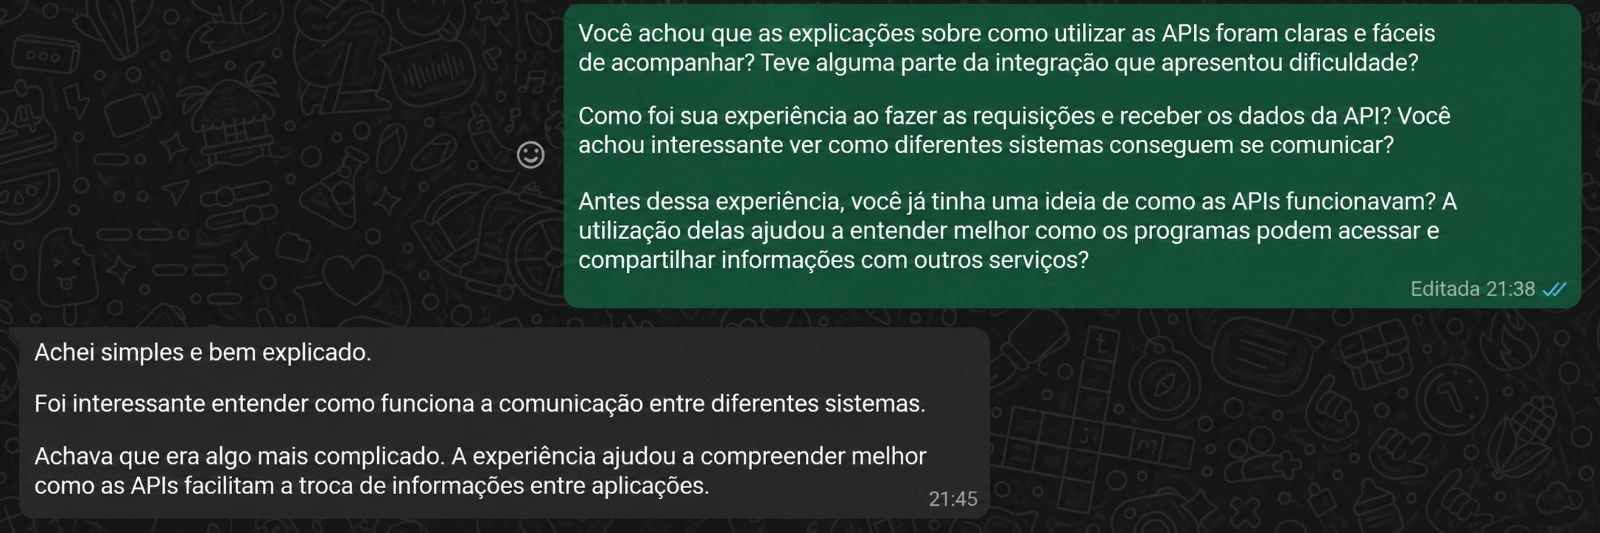 Você achou que as explicações sobre como utilizar as APIs foram claras e fáceis
de acompanhar? Teve alguma parte da integração que apresentou dificuldade?
Como foi sua experiência ao fazer as requisições e receber os dados da API? Você
achou interessante ver como diferentes sistemas conseguem se comunicar?
Antes dessa experiência, você já tinha uma ideia de como as APIs funcionavam? A
utilização delas ajudou a entender melhor como os programas podem acessar e
compartilhar informações com outros serviços?
Editada 21:38
Achei simples e bem explicado.
Foi interessante entender como funciona a comunicação entre diferentes sistemas.
Achava que era algo mais complicado. A experiência ajudou a compreender melhor
como as APIs facilitam a troca de informações entre aplicações.
21:45